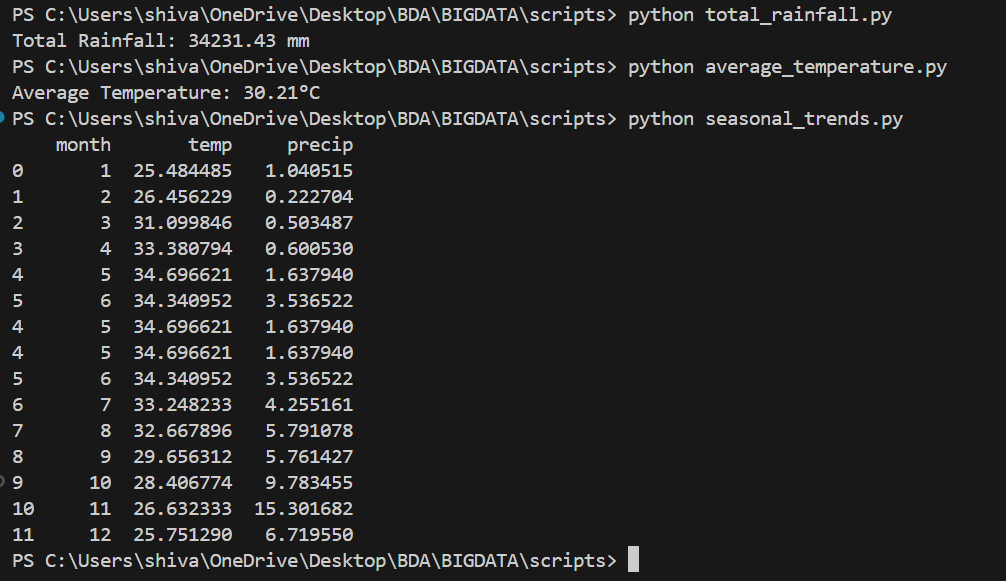 PS C:\Users\shiva\OneDrive\Desktop\BDA\BIGDATA\scripts> python total_rainfall.py
Total Rainfall: 34231.43 mm
PS C:\Users\shiva\OneDrive\Desktop\BDA\BIGDATA\scripts> python average_temperature.py
Average Temperature: 30.21°C
PS C:\Users\shiva\OneDrive\Desktop\BDA\BIGDATA\scripts> python seasonal_trends.py
    month       temp     precip
0       1  25.484485   1.040515
1       2  26.456229   0.222704
2       3  31.099846   0.503487
3       4  33.380794   0.600530
4       5  34.696621   1.637940
5       6  34.340952   3.536522
4       5  34.696621   1.637940
4       5  34.696621   1.637940
5       6  34.340952   3.536522
6       7  33.248233   4.255161
7       8  32.667896   5.791078
8       9  29.656312   5.761427
9      10  28.406774   9.783455
10     11  26.632333  15.301682
11     12  25.751290   6.719550
PS C:\Users\shiva\OneDrive\Desktop\BDA\BIGDATA\scripts>